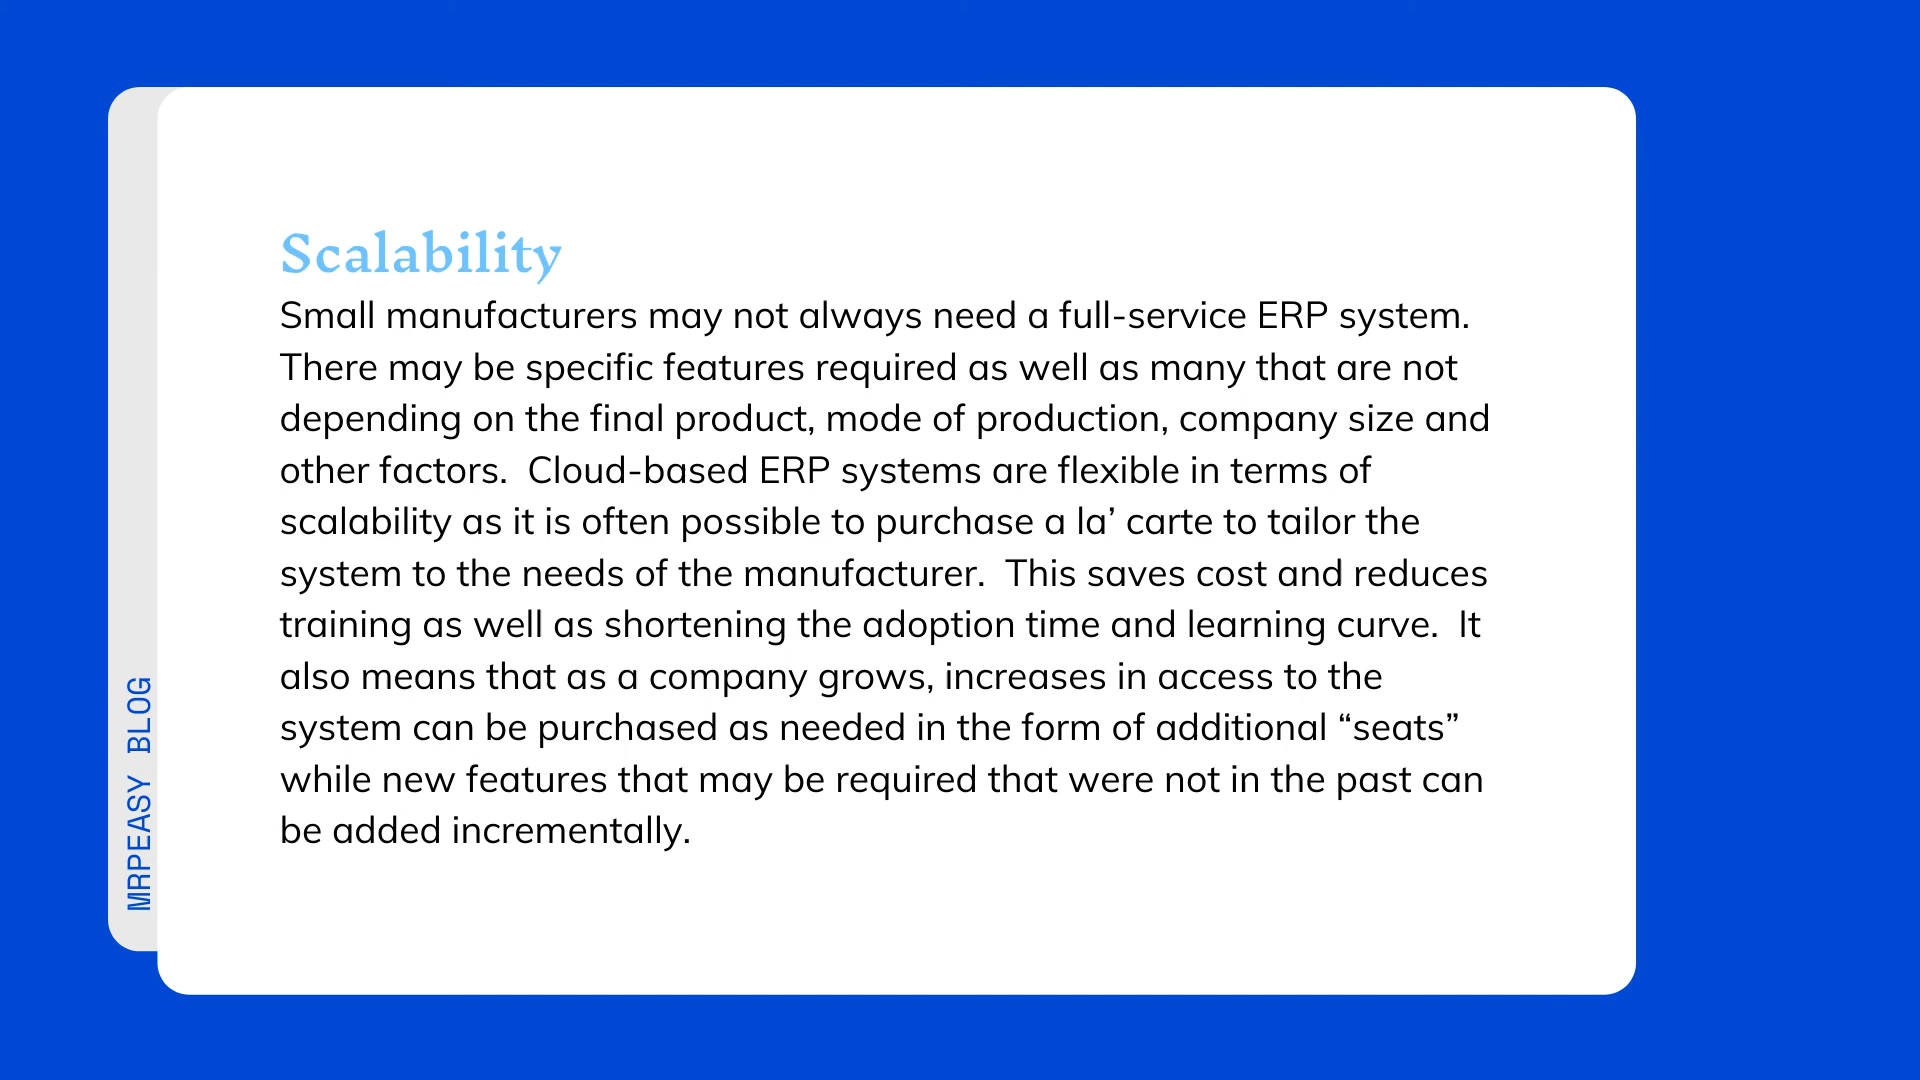 Scalability
Small manufacturers may not always need a full-service ERP system.
There may be specific features required as well as many that are not
depending on the final product, mode of production, company size and
other factors.  Cloud-based ERP systems are flexible in terms of
scalability as it is often possible to purchase a la’ carte to tailor the
system to the needs of the manufacturer.  This saves cost and reduces
training as well as shortening the adoption time and learning curve.  It
also means that as a company grows, increases in access to the
system can be purchased as needed in the form of additional “seats”
while new features that may be required that were not in the past can
be added incrementally.
MRPEASY BLOG